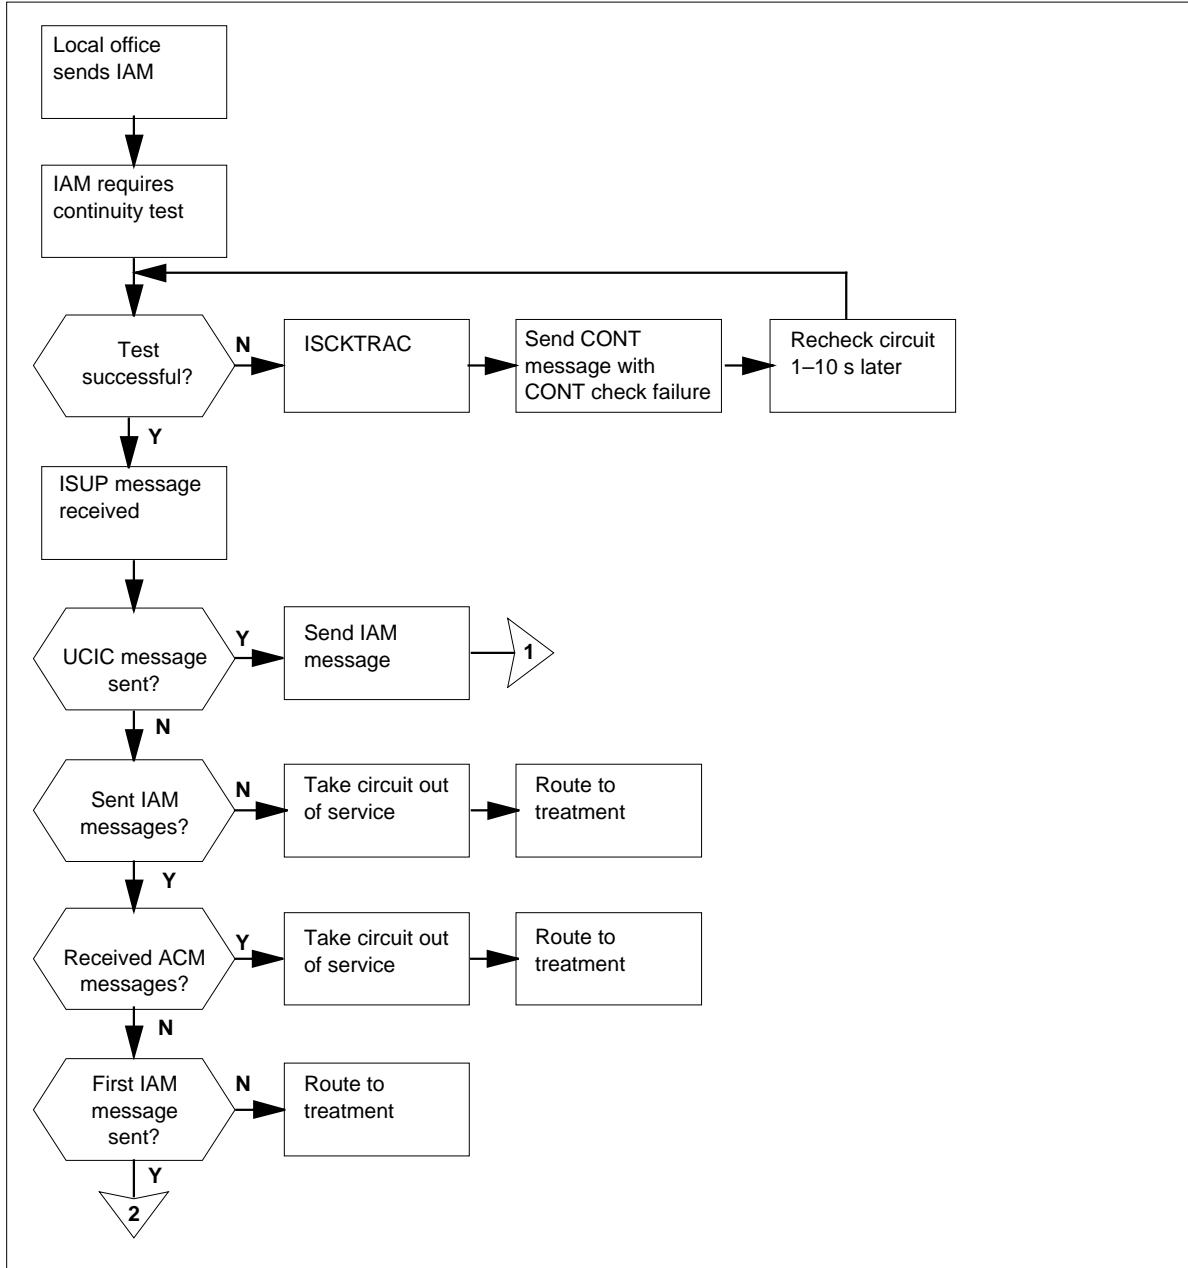 Local office
sends IAM
IAM requires
continuity test
Test
successful?
N
ISCKTRAC
Send CONT
message with
CONT check failure
Recheck circuit
1–10 s later
Y
ISUP message
received
UCIC message
sent?
Y
Send IAM
message
1
N
Sent IAM
messages?
N
Take circuit out
of service
Route to
treatment
Y
Received ACM
messages?
Y
Take circuit out
of service
Route to
treatment
N
First IAM
message
sent?
N
Route to
treatment
Y
2